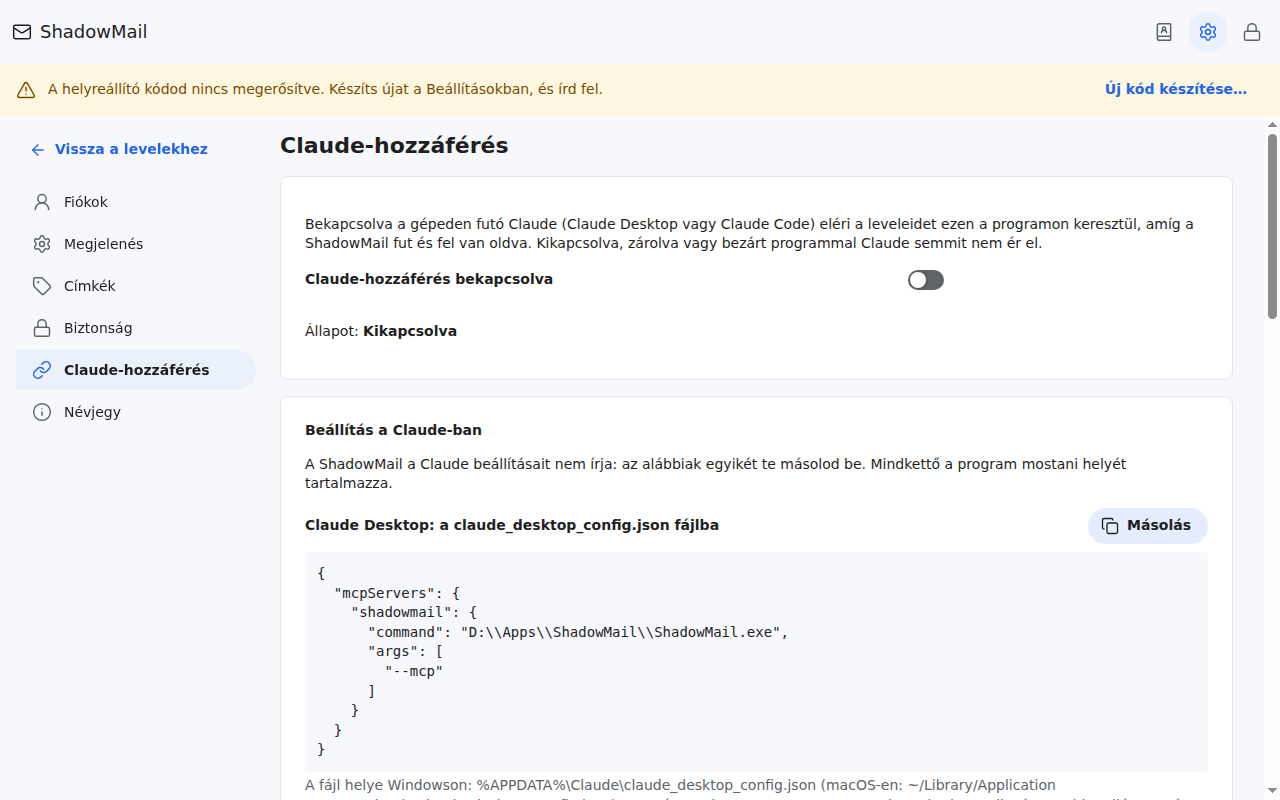 ShadowMail
A helyreállító kódod nincs megerősítve. Készíts újat a Beállításokban, és írd fel.
Új kód készítése…
Vissza a levelekhez
Fiókok
Megjelenés
Címkék
Biztonság
Claude-hozzáférés
Névjegy
Claude-hozzáférés
Bekapcsolva a gépeden futó Claude (Claude Desktop vagy Claude Code) eléri a leveleidet ezen a programon keresztül, amíg a
ShadowMail fut és fel van oldva. Kikapcsolva, zárolva vagy bezárt programmal Claude semmit nem ér el.
Claude-hozzáférés bekapcsolva
Állapot: Kikapcsolva
Beállítás a Claude-ban
A ShadowMail a Claude beállításait nem írja: az alábbiak egyikét te másolod be. Mindkettő a program mostani helyét
tartalmazza.
Claude Desktop: a claude_desktop_config.json fájlba
Másolás
{
  "mcpServers": {
    "shadowmail": {
      "command": "D:\\Apps\\ShadowMail\\ShadowMail.exe",
      "args": [
        "--mcp"
      ]
    }
  }
}
A fájl helye Windowson: %APPDATA%\Claude\claude_desktop_config.json (macOS-en: ~/Library/Application